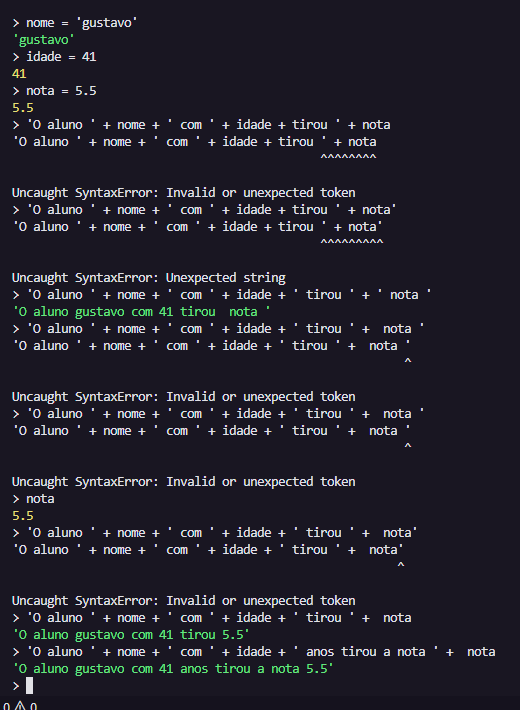 > nome = 'gustavo'
'gustavo'
> idade = 41
41
> nota = 5.5
5.5
> 'O aluno ' + nome + ' com ' + idade + tirou ' + nota
'O aluno ' + nome + ' com ' + idade + tirou ' + nota
^^^^^^^^
Uncaught SyntaxError: Invalid or unexpected token
> 'O aluno ' + nome + ' com ' + idade + tirou ' + nota'
'O aluno ' + nome + ' com ' + idade + tirou ' + nota'
^^^^^^^^^
Uncaught SyntaxError: Unexpected string
> 'O aluno ' + nome + ' com ' + idade + ' tirou ' + ' nota '
'O aluno gustavo com 41 tirou  nota '
> 'O aluno ' + nome + ' com ' + idade + ' tirou ' +  nota '
'O aluno ' + nome + ' com ' + idade + ' tirou ' +  nota '
^
Uncaught SyntaxError: Invalid or unexpected token
> 'O aluno ' + nome + ' com ' + idade + ' tirou ' +  nota '
'O aluno ' + nome + ' com ' + idade + ' tirou ' +  nota '
^
Uncaught SyntaxError: Invalid or unexpected token
> nota
5.5
> 'O aluno ' + nome + ' com ' + idade + ' tirou ' +  nota'
'O aluno ' + nome + ' com ' + idade + ' tirou ' +  nota'
^
Uncaught SyntaxError: Invalid or unexpected token
> 'O aluno ' + nome + ' com ' + idade + ' tirou ' +  nota
'O aluno gustavo com 41 tirou 5.5'
> 'O aluno ' + nome + ' com ' + idade + ' anos tirou a nota ' +  nota
'O aluno gustavo com 41 anos tirou a nota 5.5'
>
0 ⚠ 0